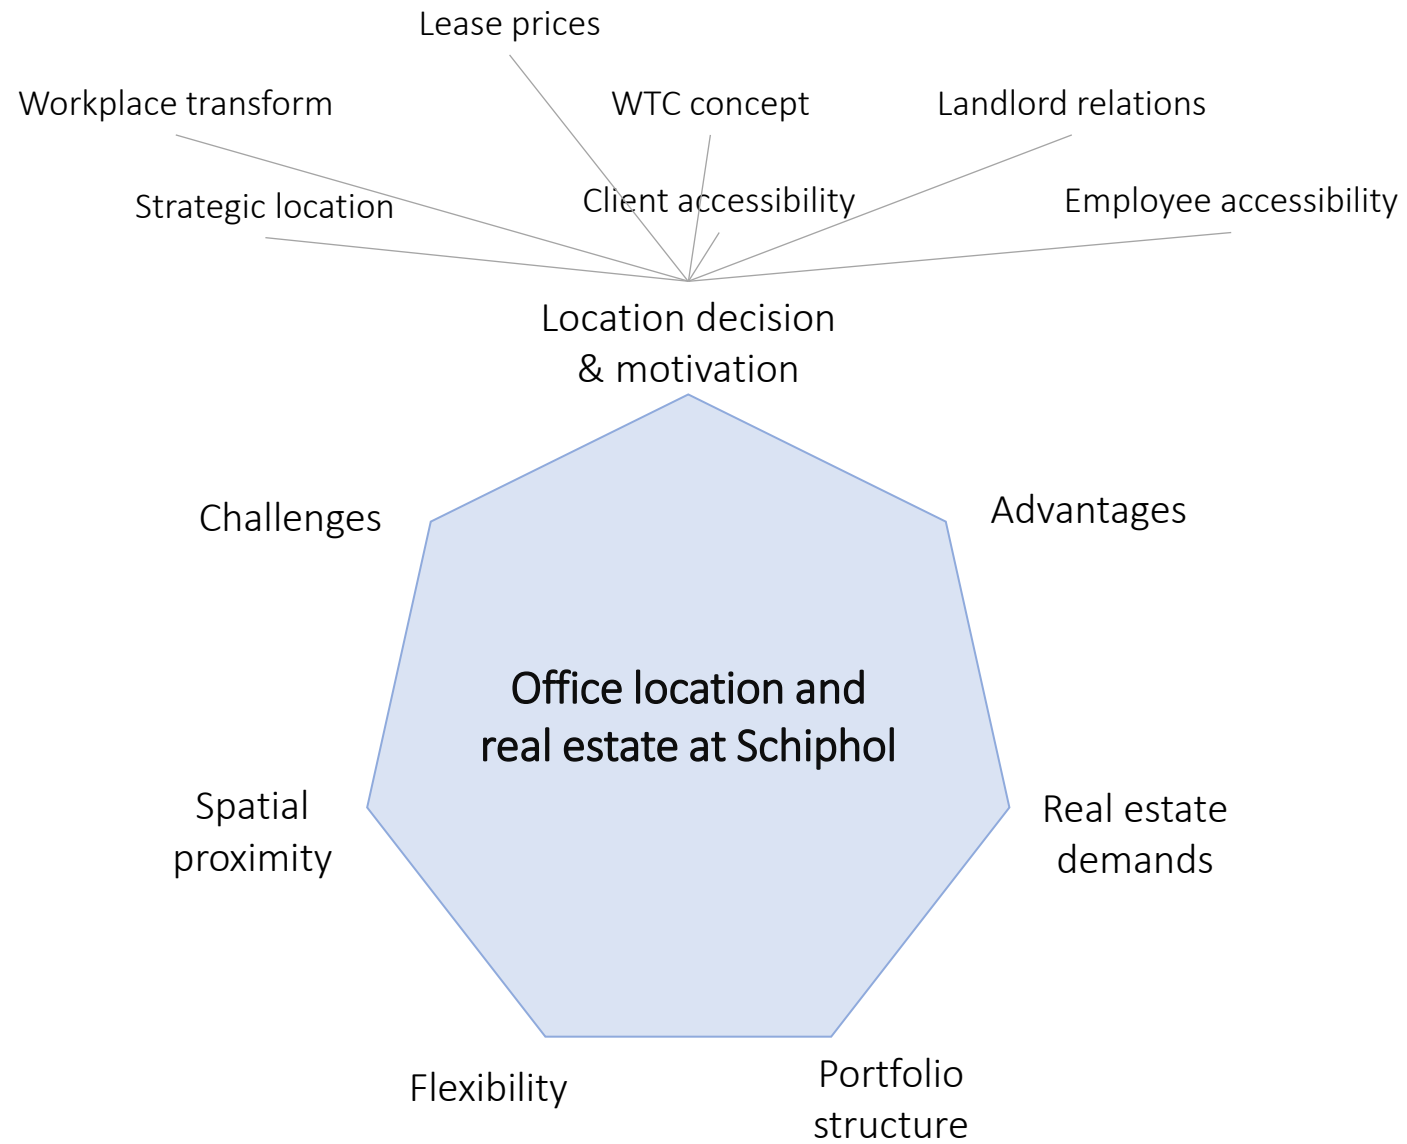 Lease prices
Workplace transform
WTC concept
Landlord relations
Strategic location
Client accessibility
Employee accessibility
Location decision
& motivation
Challenges
Advantages
Office location and
real estate at Schiphol
Spatial
proximity
Real estate
demands
Flexibility
Portfolio
structure